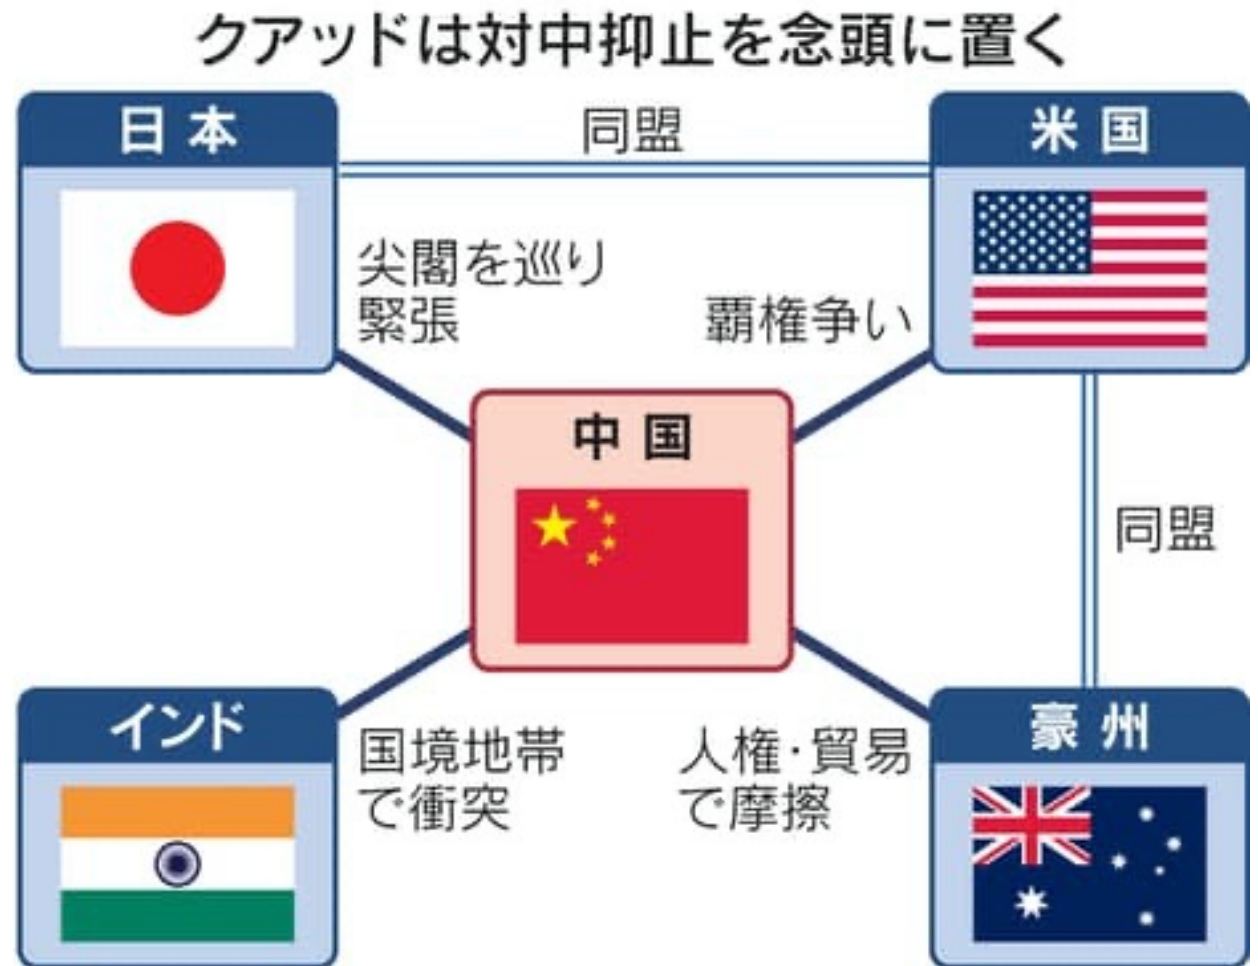 クアッドは対中抑止を念頭に置く
日本
同盟
米国
尖閣を巡り
緊張
覇権争い
中国
同盟
インド
国境地帯
で衝突
人権・貿易
で摩擦
豪州